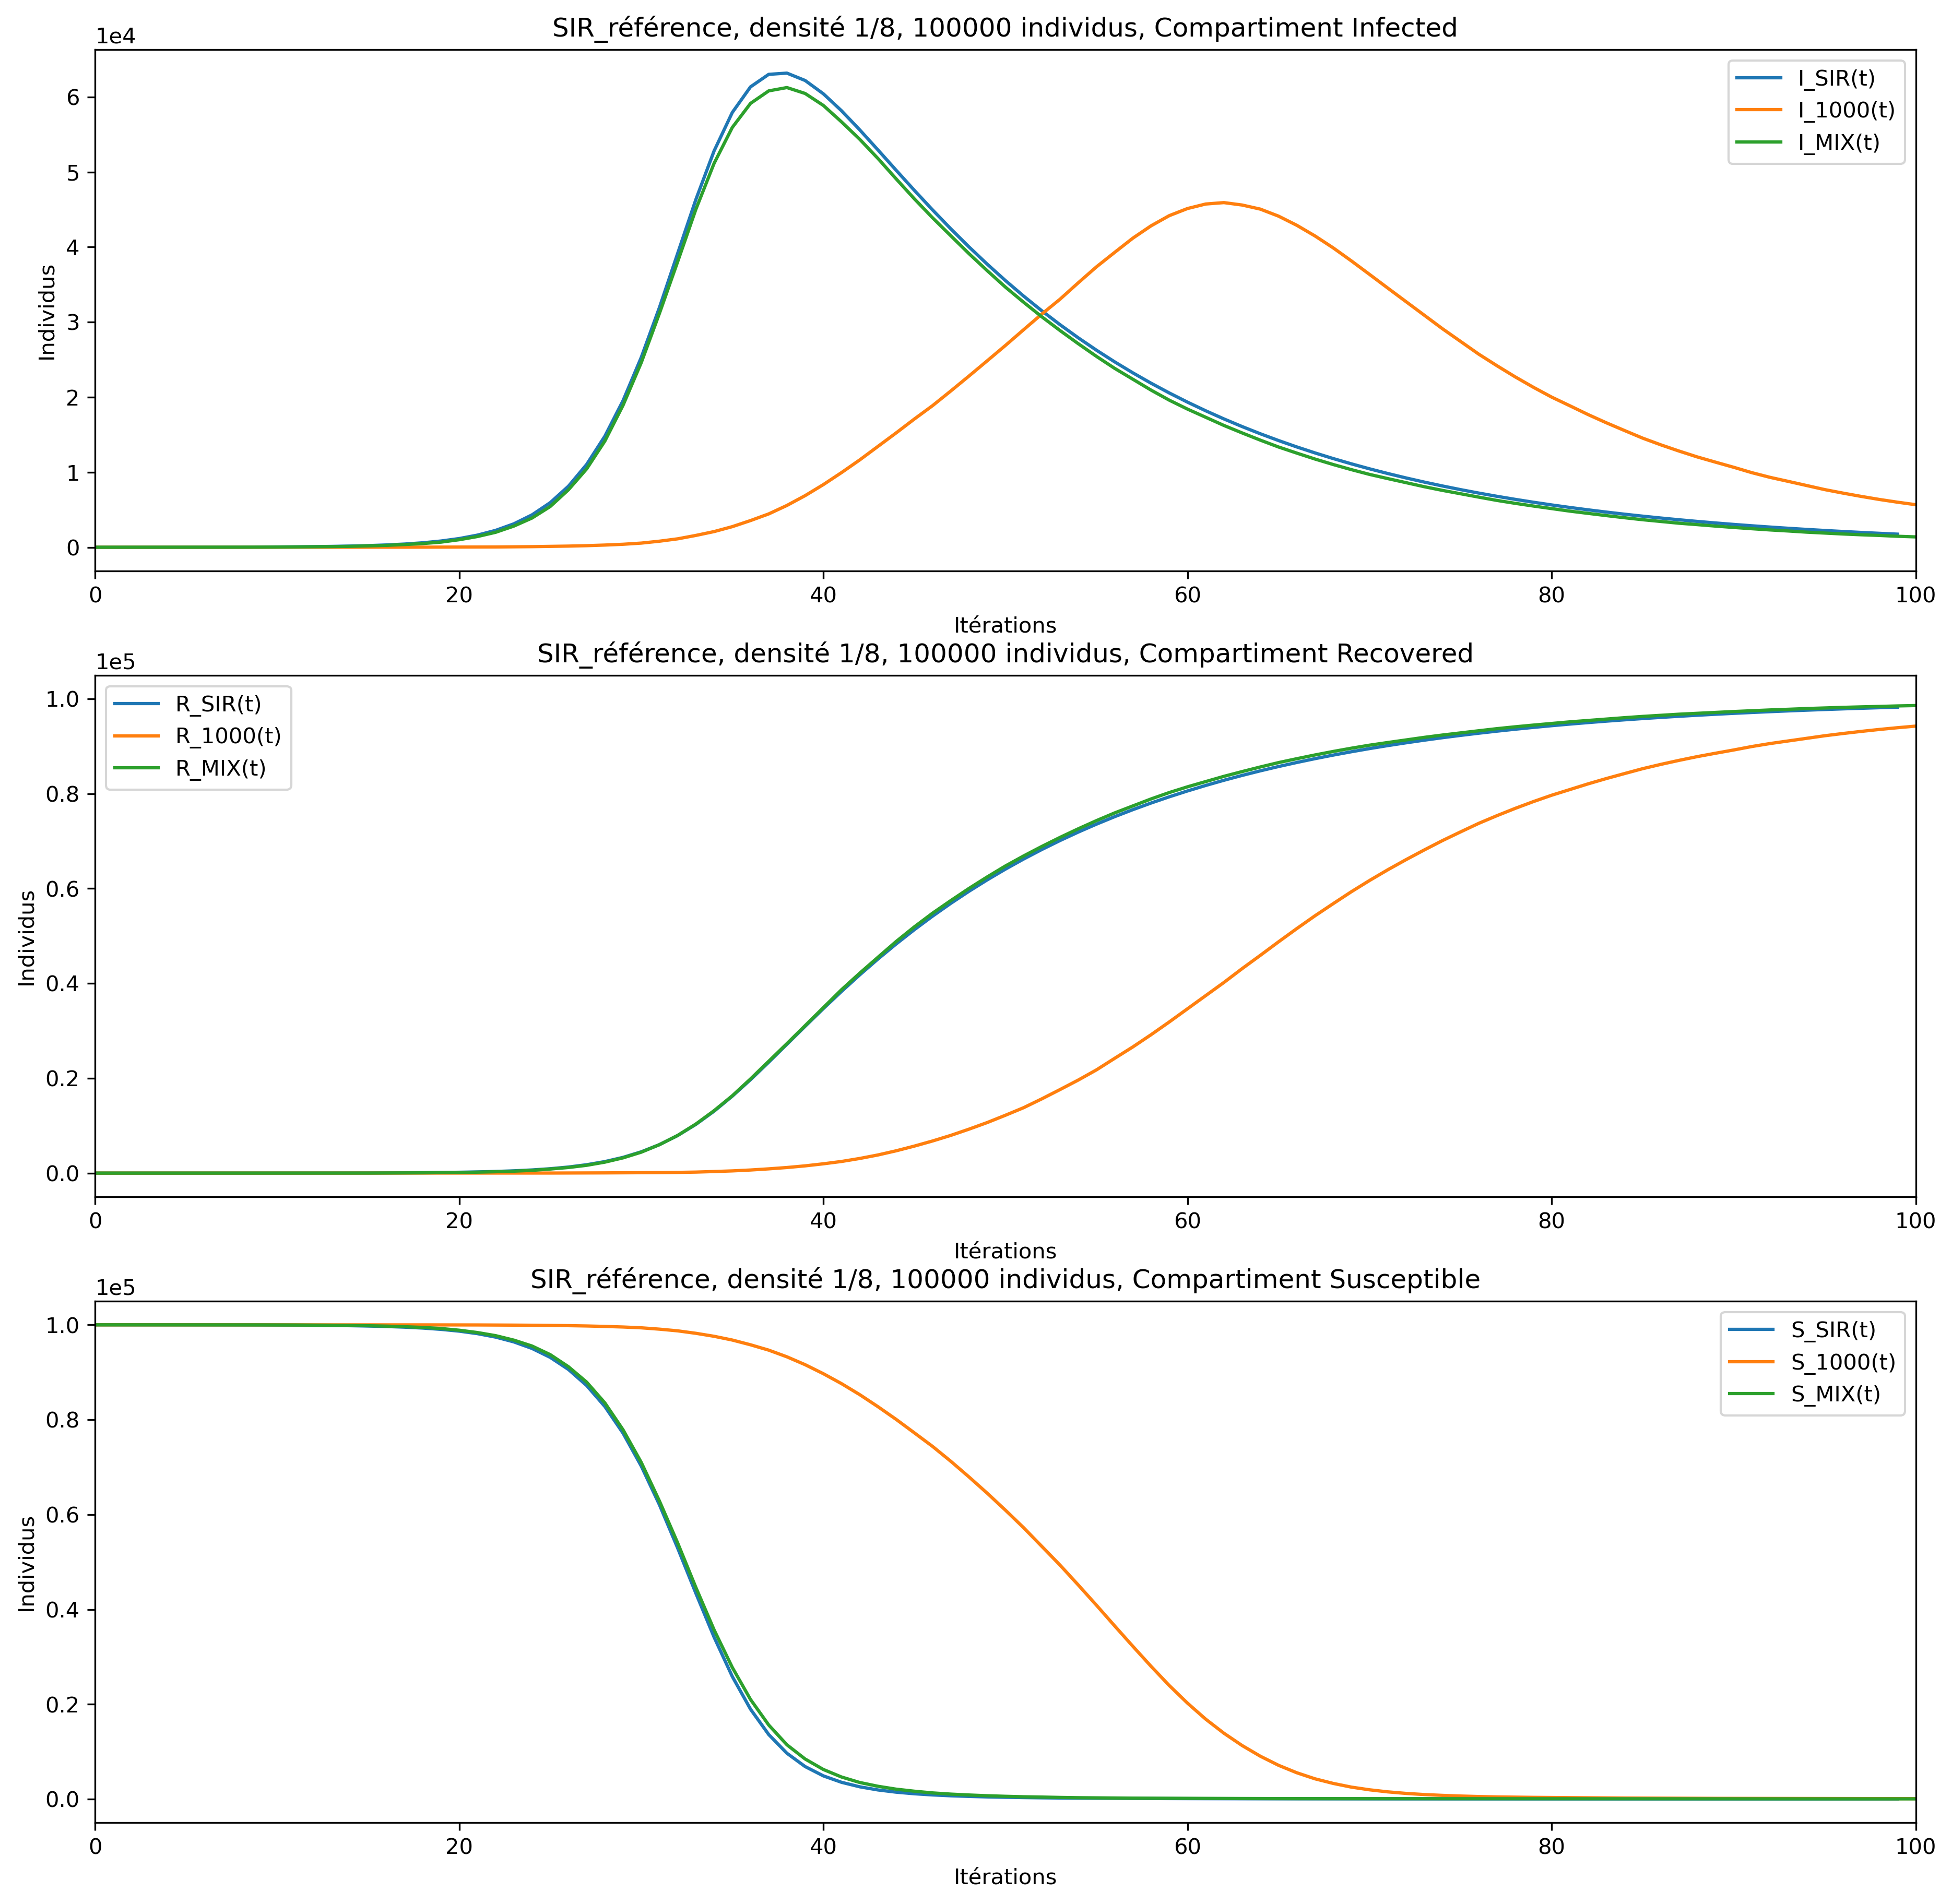 SIR_référence, densité 1/8, 100000 individus, Compartiment Infected
1e4
6
5
4
3
2
1
0
Individus
I_SIR(t)
I_1000(t)
I_MIX(t)
0 20 40 60 80 100
Itérations
SIR_référence, densité 1/8, 100000 individus, Compartiment Recovered
1e5
1.0
0.8
0.6
0.4
0.2
0.0
Individus
R_SIR(t)
R_1000(t)
R_MIX(t)
0 20 40 60 80 100
Itérations
SIR_référence, densité 1/8, 100000 individus, Compartiment Susceptible
1e5
1.0
0.8
0.6
0.4
0.2
0.0
Individus
S_SIR(t)
S_1000(t)
S_MIX(t)
0 20 40 60 80 100
Itérations